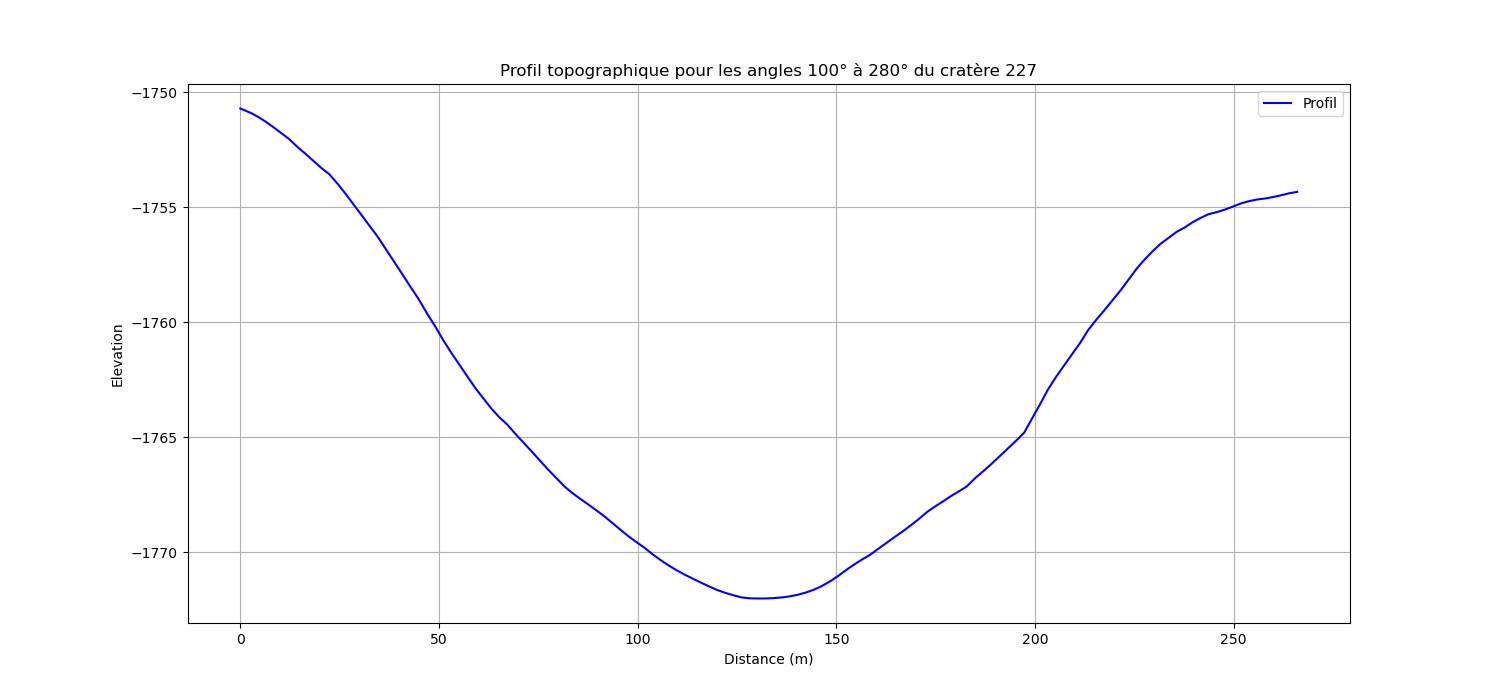 Profil topographique pour les angles 100° à 280° du cratère 227
Profil
−1750
−1755
−1760
−1765
−1770
Elevation
0 50 100 150 200 250
Distance (m)